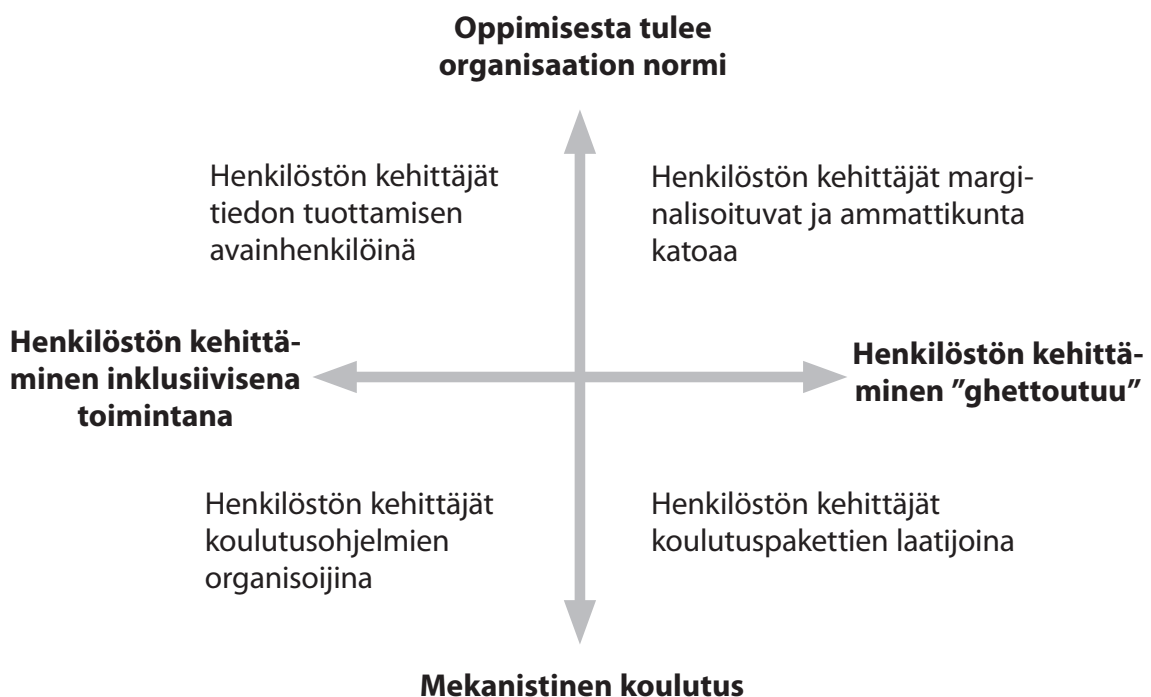 Oppimisesta tulee
organisaation normi
Henkilöstön kehittäjät
tiedon tuottamisen
avainhenkilöinä
Henkilöstön kehittäjät margi-
nalisoituvat ja ammattikunta
katoaa
Henkilöstön kehittä-
minen inklusiivisena
toimintana
Henkilöstön kehittä-
minen ”ghettoutuu”
Henkilöstön kehittäjät
koulutusohjelmien
organisoijina
Henkilöstön kehittäjät
koulutuspakettien laatijoina
Mekanistinen koulutus